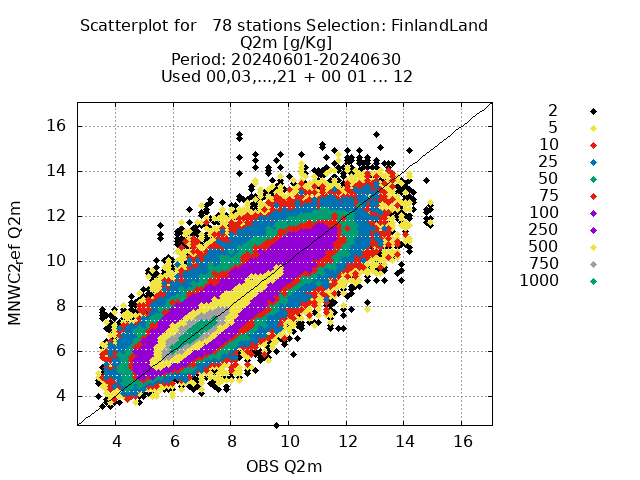 Scatterplot for   78 stations Selection: FinlandLand
Q2m [g/Kg]
Period: 20240601-20240630
Used 00,03,...,21 + 00 01 ... 12
2
5
10
25
50
75
100
250
500
750
1000
16
14
12
10
8
6
4
MNWC2,ef Q2m
4 6 8 10 12 14 16
OBS Q2m